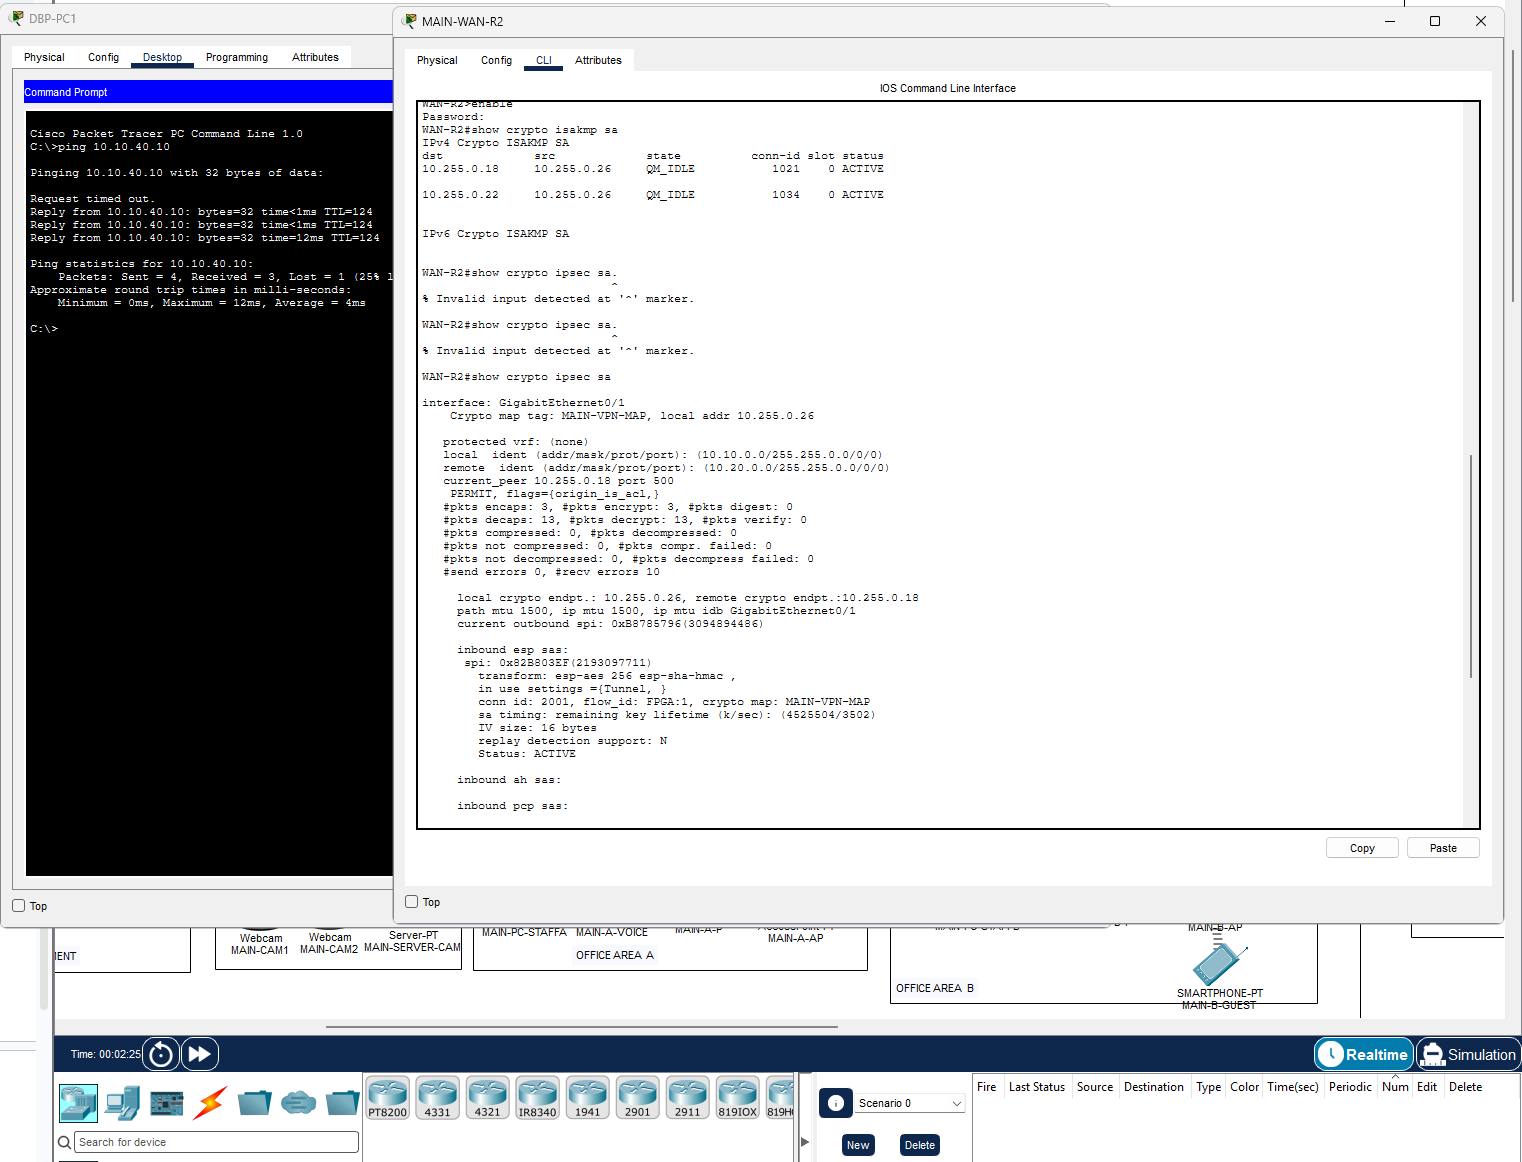 DBP-PC1
Physical Config Desktop Programming Attributes
Command Prompt
Cisco Packet Tracer PC Command Line 1.0
C:\>ping 10.10.40.10
Pinging 10.10.40.10 with 32 bytes of data:
Request timed out.
Reply from 10.10.40.10: bytes=32 time<1ms TTL=124
Reply from 10.10.40.10: bytes=32 time<1ms TTL=124
Reply from 10.10.40.10: bytes=32 time=12ms TTL=124
Ping statistics for 10.10.40.10:
Packets: Sent = 4, Received = 3, Lost = 1 (25% l
Approximate round trip times in milli-seconds:
Minimum = 0ms, Maximum = 12ms, Average = 4ms
C:\>
Top
MAIN-WAN-R2
Physical Config CLI Attributes
IOS Command Line Interface
WAN-R2>enable
Password:
WAN-R2#show crypto isakmp sa
IPv4 Crypto ISAKMP SA
dst src state conn-id slot status
10.255.0.18 10.255.0.26 QM_IDLE 1021 0 ACTIVE
10.255.0.22 10.255.0.26 QM_IDLE 1034 0 ACTIVE
IPv6 Crypto ISAKMP SA
WAN-R2#show crypto ipsec sa.
^
% Invalid input detected at '^' marker.
WAN-R2#show crypto ipsec sa.
^
% Invalid input detected at '^' marker.
WAN-R2#show crypto ipsec sa
interface: GigabitEthernet0/1
Crypto map tag: MAIN-VPN-MAP, local addr 10.255.0.26
protected vrf: (none)
local ident (addr/mask/prot/port): (10.10.0.0/255.255.0.0/0/0)
remote ident (addr/mask/prot/port): (10.20.0.0/255.255.0.0/0/0)
current_peer 10.255.0.18 port 500
PERMIT, flags={origin_is_acl,}
#pkts encaps: 3, #pkts encrypt: 3, #pkts digest: 0
#pkts decaps: 13, #pkts decrypt: 13, #pkts verify: 0
#pkts compressed: 0, #pkts decompressed: 0
#pkts not compressed: 0, #pkts compr. failed: 0
#pkts not decompressed: 0, #pkts decompress failed: 0
#send errors 0, #recv errors 10
local crypto endpt.: 10.255.0.26, remote crypto endpt.:10.255.0.18
path mtu 1500, ip mtu 1500, ip mtu idb GigabitEthernet0/1
current outbound spi: 0xB8785796(3094894486)
inbound esp sas:
spi: 0x82B803EF(2193097711)
transform: esp-aes 256 esp-sha-hmac ,
in use settings ={Tunnel, }
conn id: 2001, flow_id: FPGA:1, crypto map: MAIN-VPN-MAP
sa timing: remaining key lifetime (k/sec): (4525504/3502)
IV size: 16 bytes
replay detection support: N
Status: ACTIVE
inbound ah sas:
inbound pcp sas:
Copy Paste
Top
MENT
Webcam
MAIN-CAM1
Webcam
MAIN-CAM2
Server-PT
MAIN-SERVER-CAM
MAIN-PC-STAFFA
MAIN-A-VOICE
MAIN-A-P
MAIN-A-AP
OFFICE AREA A
MAIN-B-AP
OFFICE AREA B
SMARTPHONE-PT
MAIN-B-GUEST
Time: 00:02:25
Realtime Simulation
PT8200 4331 4321 IR8340 1941 2901 2911 819IOX 819H
Search for device
Scenario 0
New Delete
Fire Last Status Source Destination Type Color Time(sec) Periodic Num Edit Delete